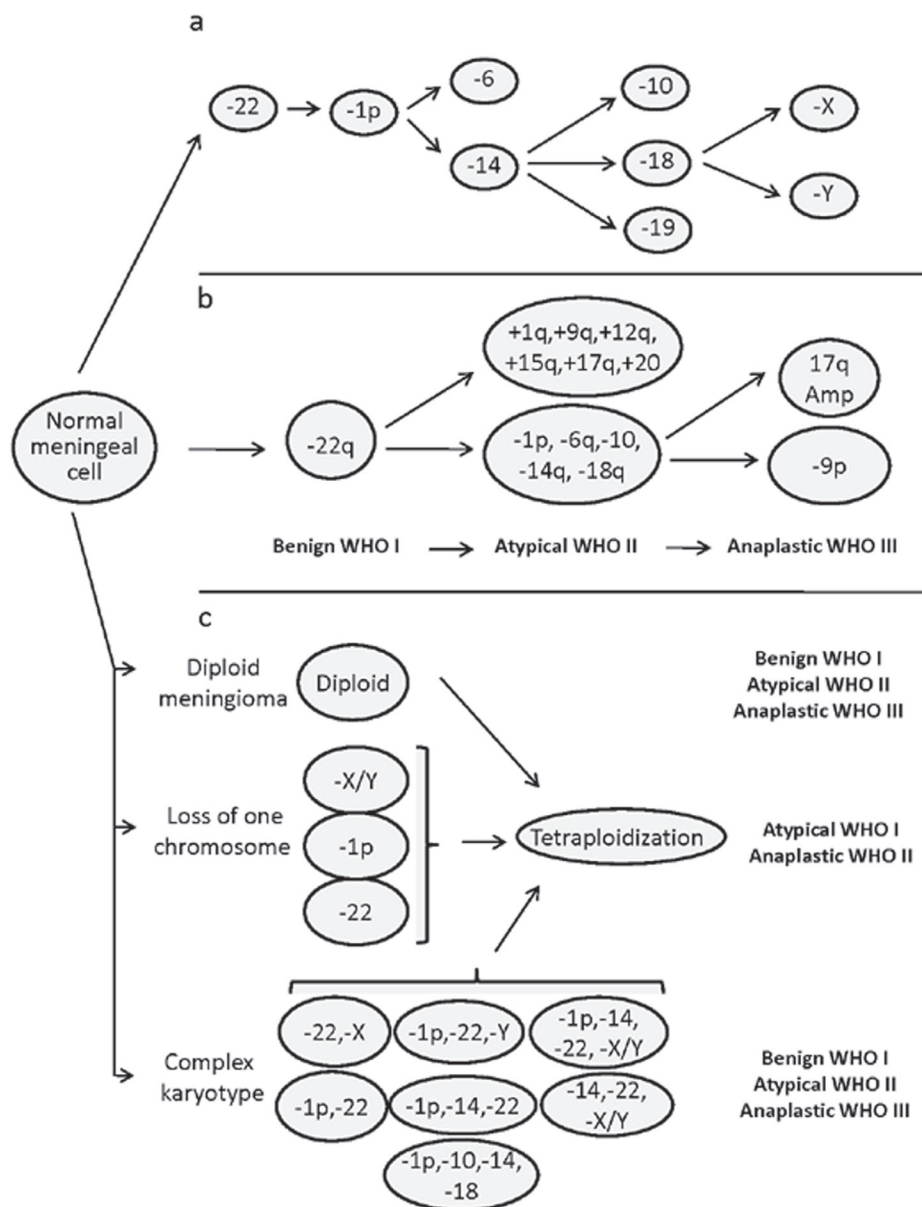 a
-22
-1p
-6
-14
-10
-18
-19
-X
-Y
b
Normal
meningeal
cell
-22q
+1q,+9q,+12q,
+15q,+17q,+20
-1p, -6q,-10,
-14q, -18q
17q
Amp
-9p
Benign WHO I
Atypical WHO II
Anaplastic WHO III
c
Diploid
meningioma
Diploid
Benign WHO I
Atypical WHO II
Anaplastic WHO III
Loss of one
chromosome
-X/Y
-1p
-22
Tetraploidization
Atypical WHO I
Anaplastic WHO II
Complex
karyotype
-22,-X
-1p,-22,-Y
-1p,-14,
-22, -X/Y
-1p,-22
-1p,-14,-22
-14,-22,
-X/Y
-1p,-10,-14,
-18
Benign WHO I
Atypical WHO II
Anaplastic WHO III